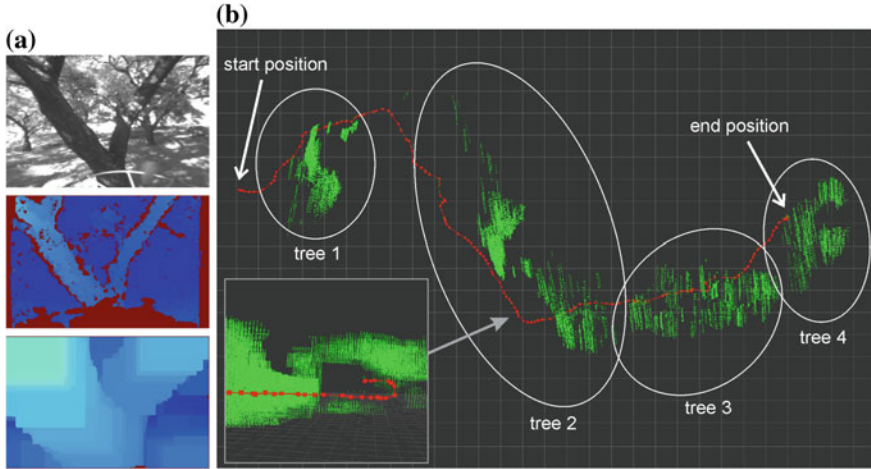 (a)
(b)
start position
end position
tree 1
tree 4
tree 3
tree 2